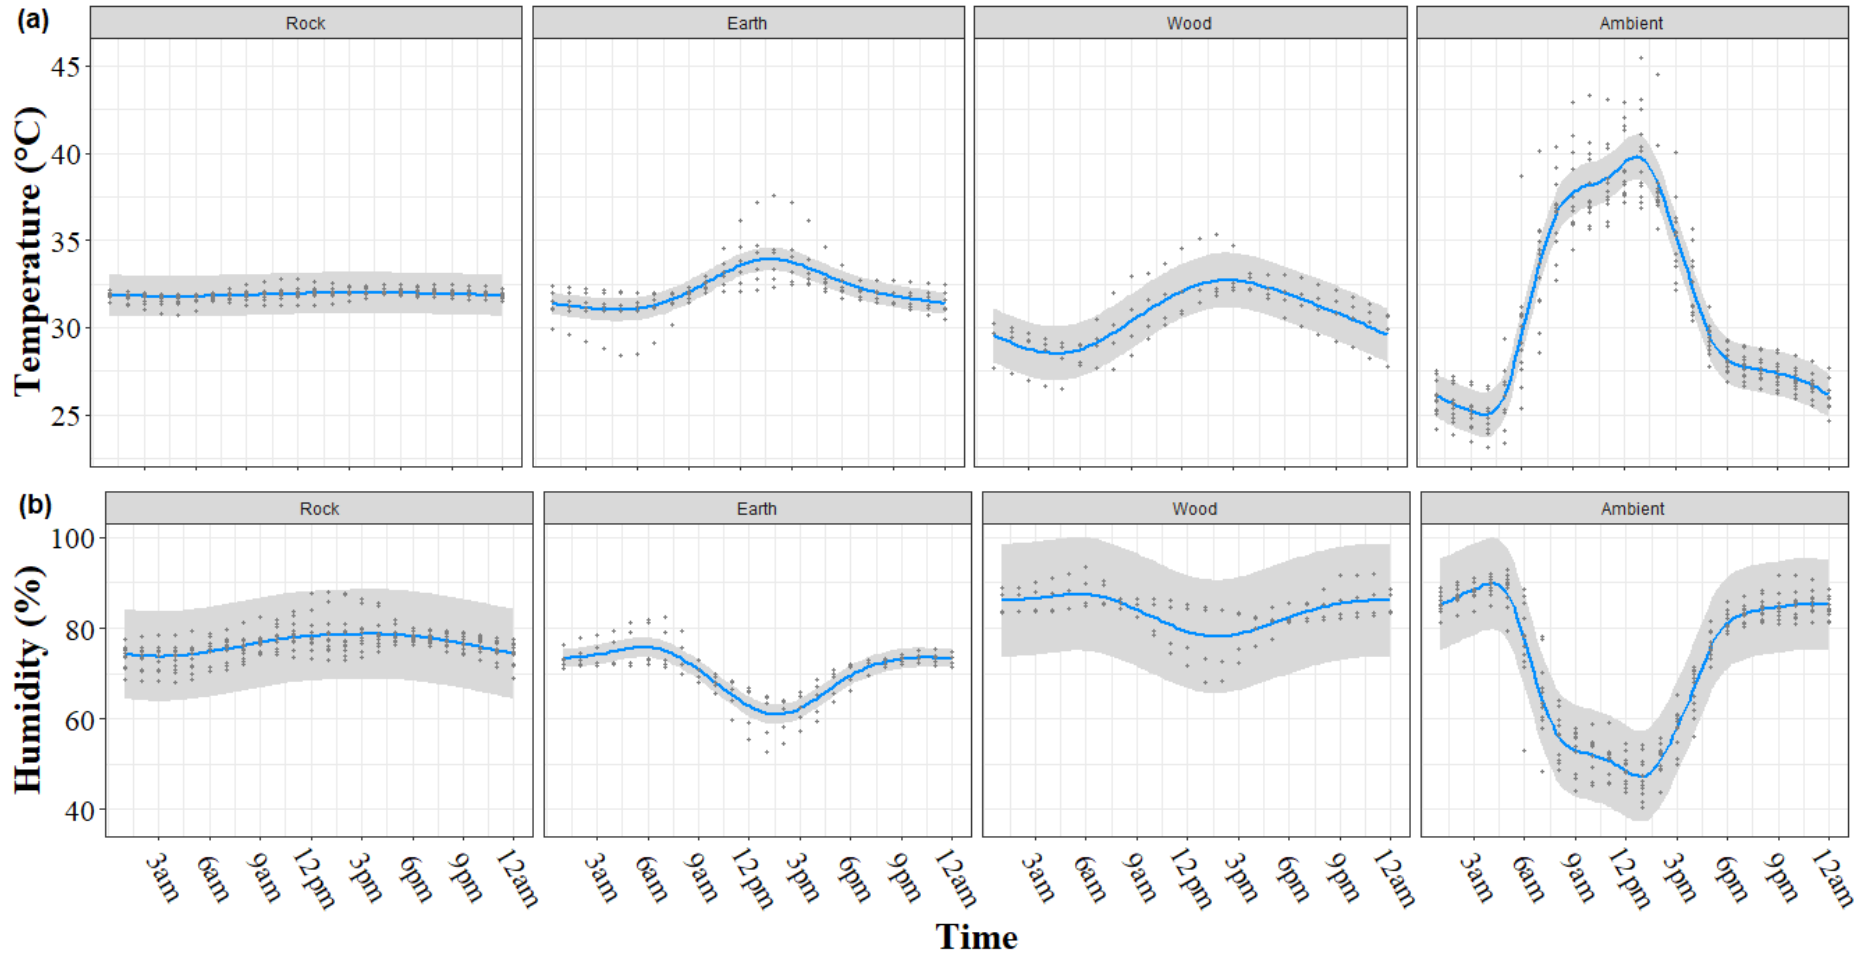 (a)
Rock Earth Wood Ambient
Temperature (°C)
45
40
35
30
25
(b)
Rock Earth Wood Ambient
Humidity (%)
100
80
60
40
3am 6am 9am 12pm 3pm 6pm 9pm 12am 3am 6am 9am 12pm 3pm 6pm 9pm 12am 3am 6am 9am 12pm 3pm 6pm 9pm 12am 3am 6am 9am 12pm 3pm 6pm 9pm 12am
Time